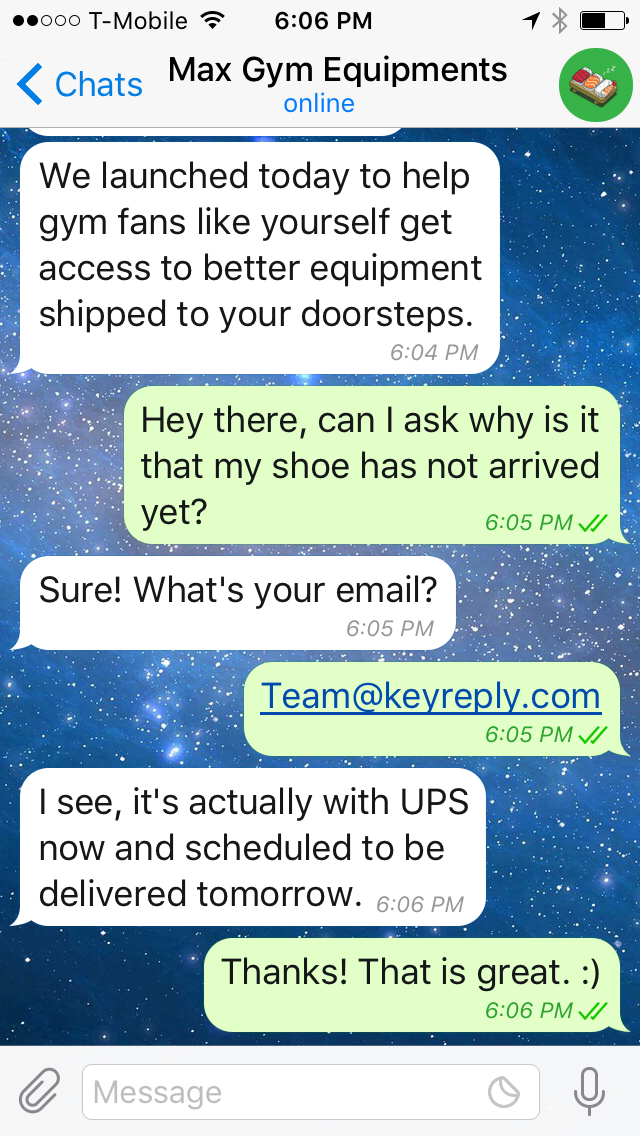 T-Mobile 6:06 PM
Chats
Max Gym Equipments
online
We launched today to help
gym fans like yourself get
access to better equipment
shipped to your doorsteps.
6:04 PM
Hey there, can I ask why is it
that my shoe has not arrived
yet?
6:05 PM
Sure! What's your email?
6:05 PM
Team@keyreply.com
6:05 PM
I see, it's actually with UPS
now and scheduled to be
delivered tomorrow.
6:06 PM
Thanks! That is great. :)
6:06 PM
Message